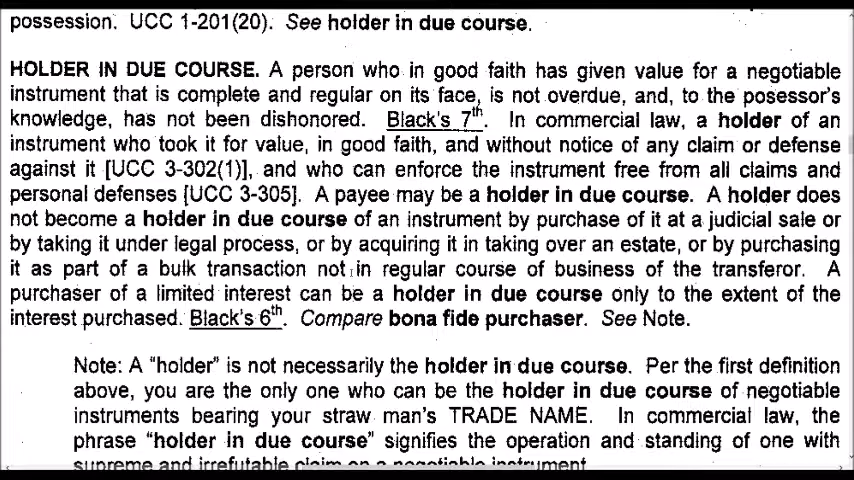 possession. UCC 1-201(20). See holder in due course.
HOLDER IN DUE COURSE. A person who in good faith has given value for a negotiable
instrument that is complete and regular on its face, is not overdue, and, to the posessor's
knowledge, has not been dishonored. Black's 7th. In commercial law, a holder of an
instrument who took it for value, in good faith, and without notice of any claim or defense
against it [UCC 3-302(1)], and who can enforce the instrument free from all claims and
personal defenses [UCC 3-305]. A payee may be a holder in due course. A holder does
not become a holder in due course of an instrument by purchase of it at a judicial sale or
by taking it under legal process, or by acquiring it in taking over an estate, or by purchasing
it as part of a bulk transaction not in regular course of business of the transferor. A
purchaser of a limited interest can be a holder in due course only to the extent of the
interest purchased. Black's 6th. Compare bona fide purchaser. See Note.
Note: A "holder" is not necessarily the holder in due course. Per the first definition
above, you are the only one who can be the holder in due course of negotiable
instruments bearing your straw man's TRADE NAME. In commercial law, the
phrase "holder in due course" signifies the operation and standing of one with
supreme and irrefutable claim on a negotiable instrument